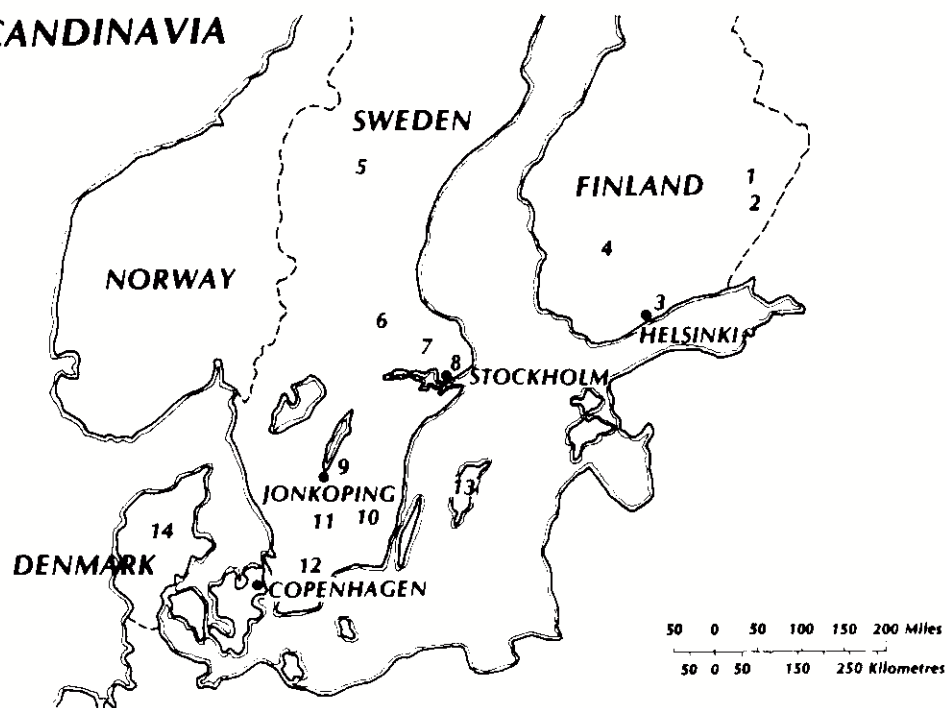 CANDINAVIA
SWEDEN
5
FINLAND
1
2
4
NORWAY
6
3
HELSINKI
7
8
STOCKHOLM
9
13
JONKOPING
11 10
14
DENMARK
12
COPENHAGEN
50 0 50 100 150 200 Miles
50 0 50 150 250 Kilometres